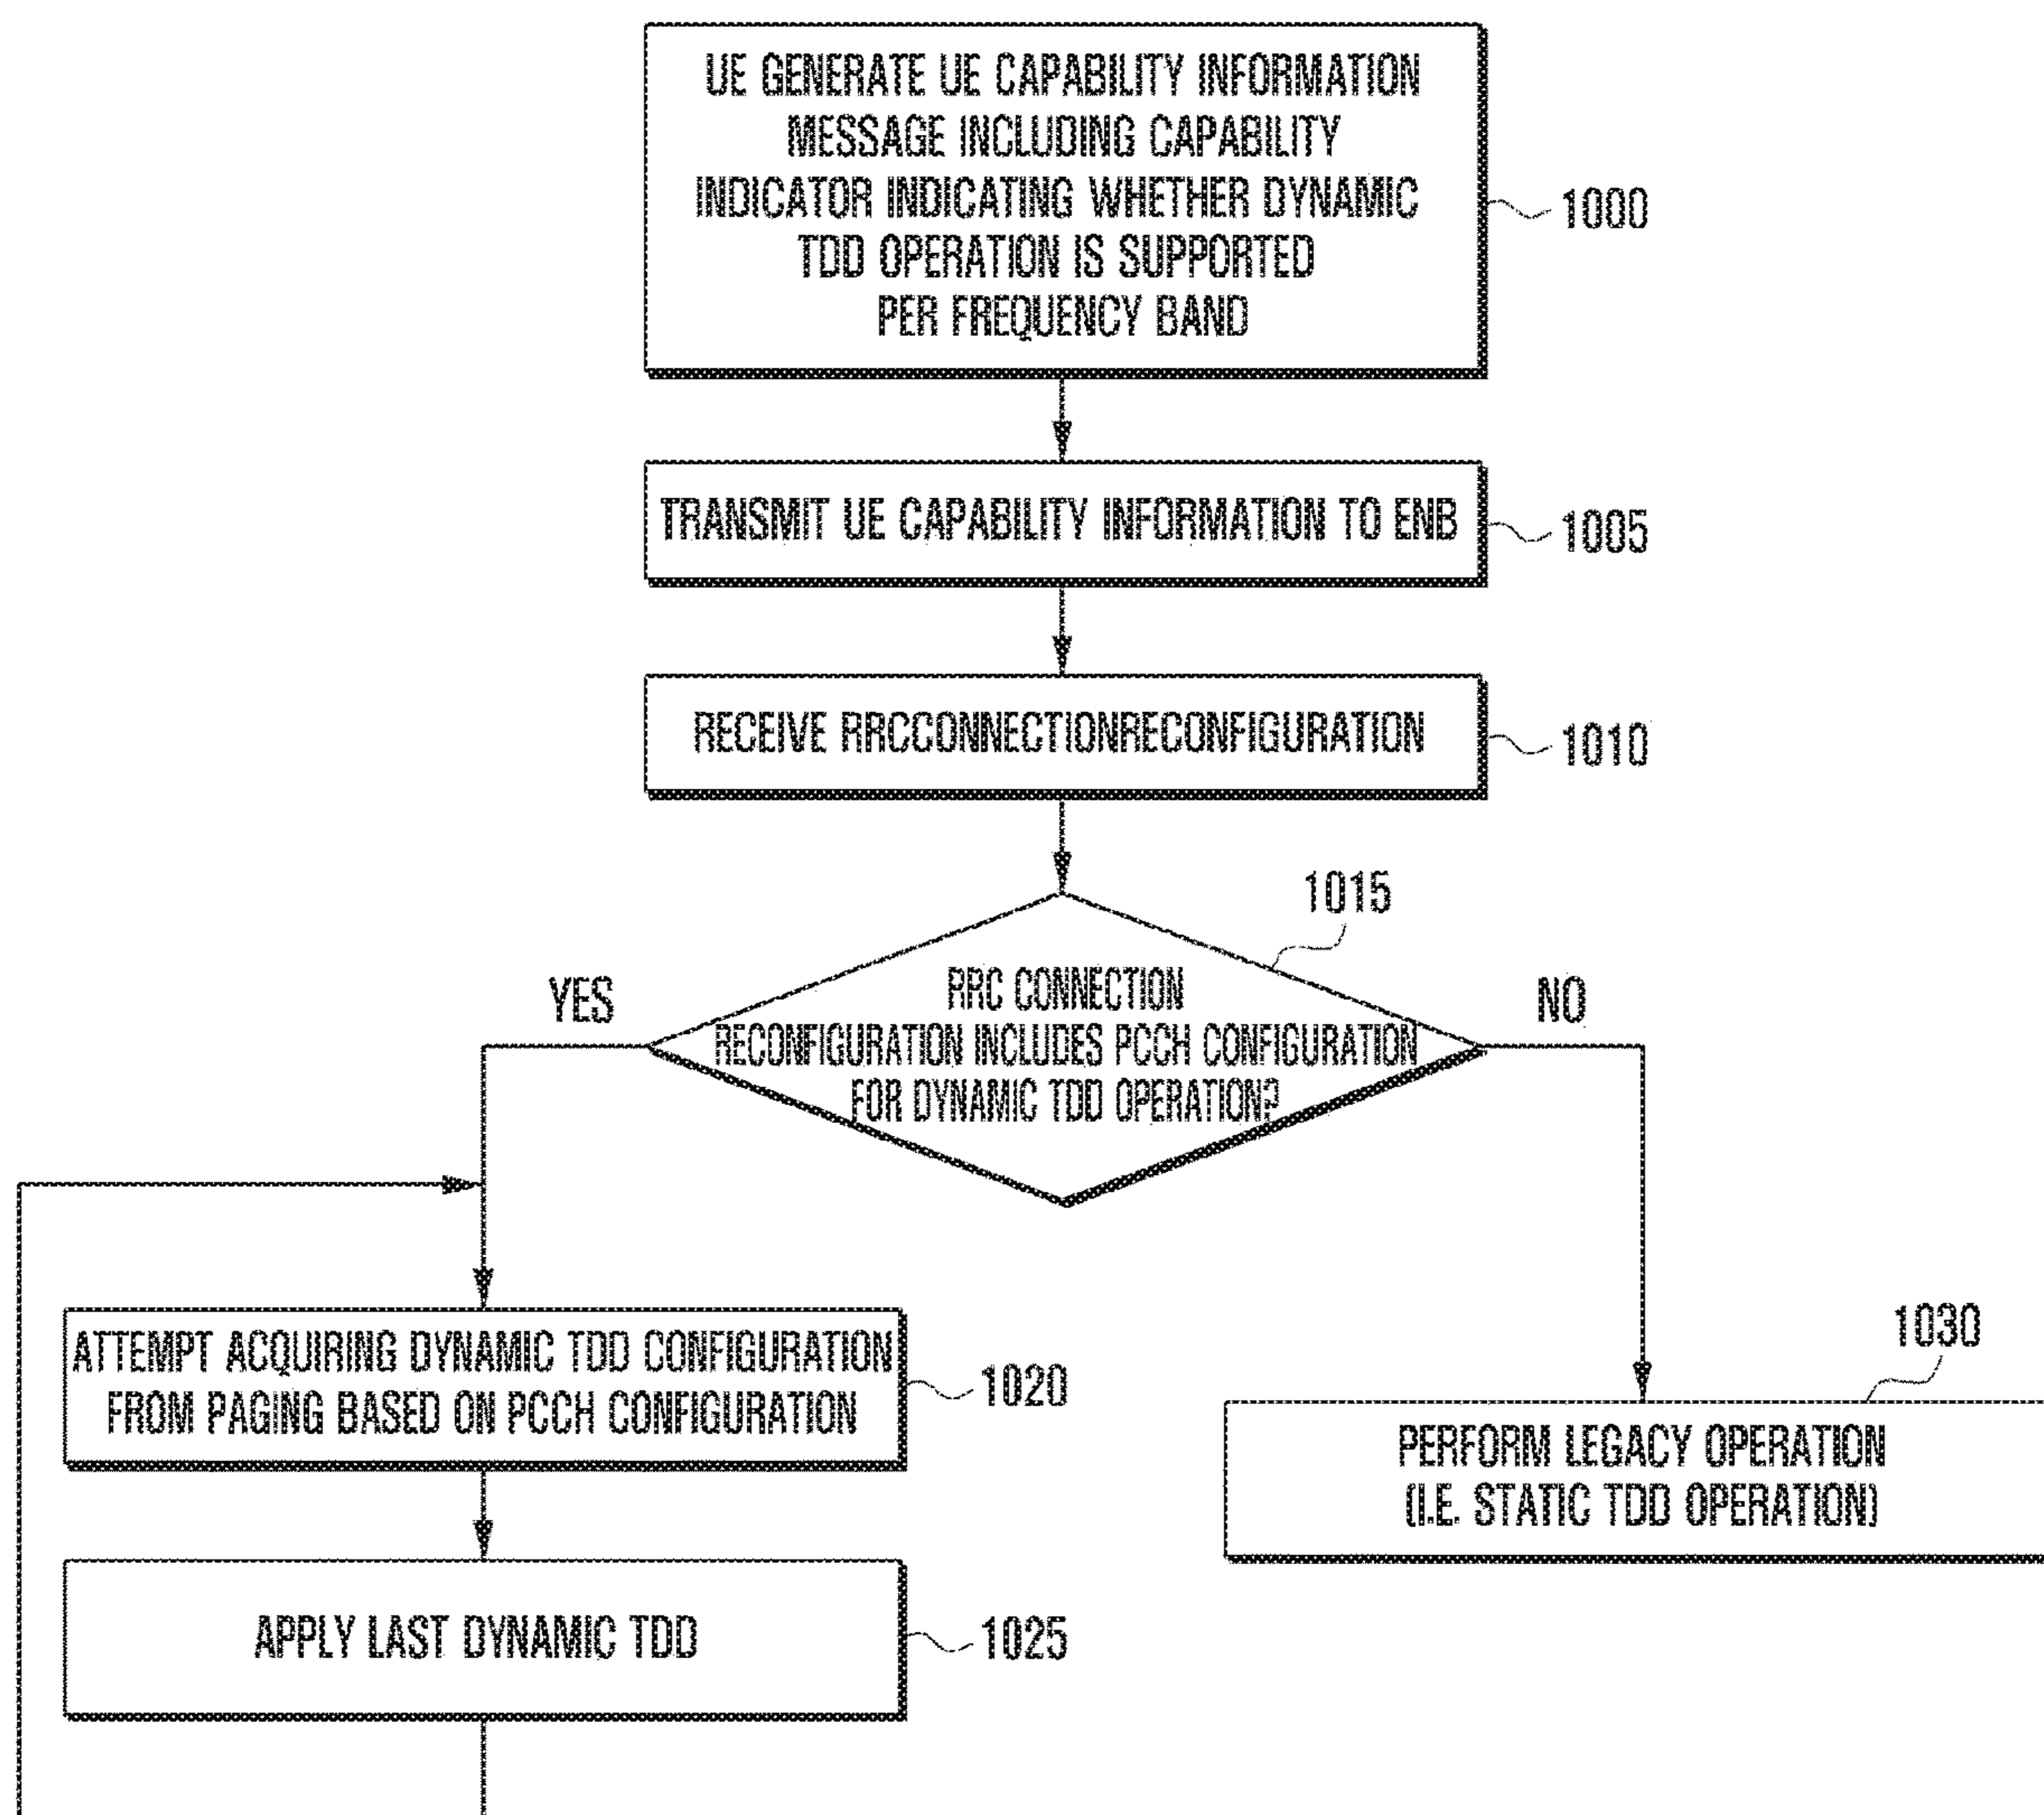 UE GENERATE UE CAPABILITY INFORMATION
MESSAGE INCLUDING CAPABILITY
INDICATOR INDICATING WHETHER DYNAMIC
TDD OPERATION IS SUPPORTED
PER FREQUENCY BAND
1000
TRANSMIT UE CAPABILITY INFORMATION TO ENB
1005
RECEIVE RRCCONNECTIONRECONFIGURATION
1010
1015
YES
RRC CONNECTION
RECONFIGURATION INCLUDES PCCH CONFIGURATION
FOR DYNAMIC TDD OPERATION?
NO
ATTEMPT ACQUIRING DYNAMIC TDD CONFIGURATION
FROM PAGING BASED ON PCCH CONFIGURATION
1020
1030
PERFORM LEGACY OPERATION
(I.E. STATIC TDD OPERATION)
APPLY LAST DYNAMIC TDD
1025